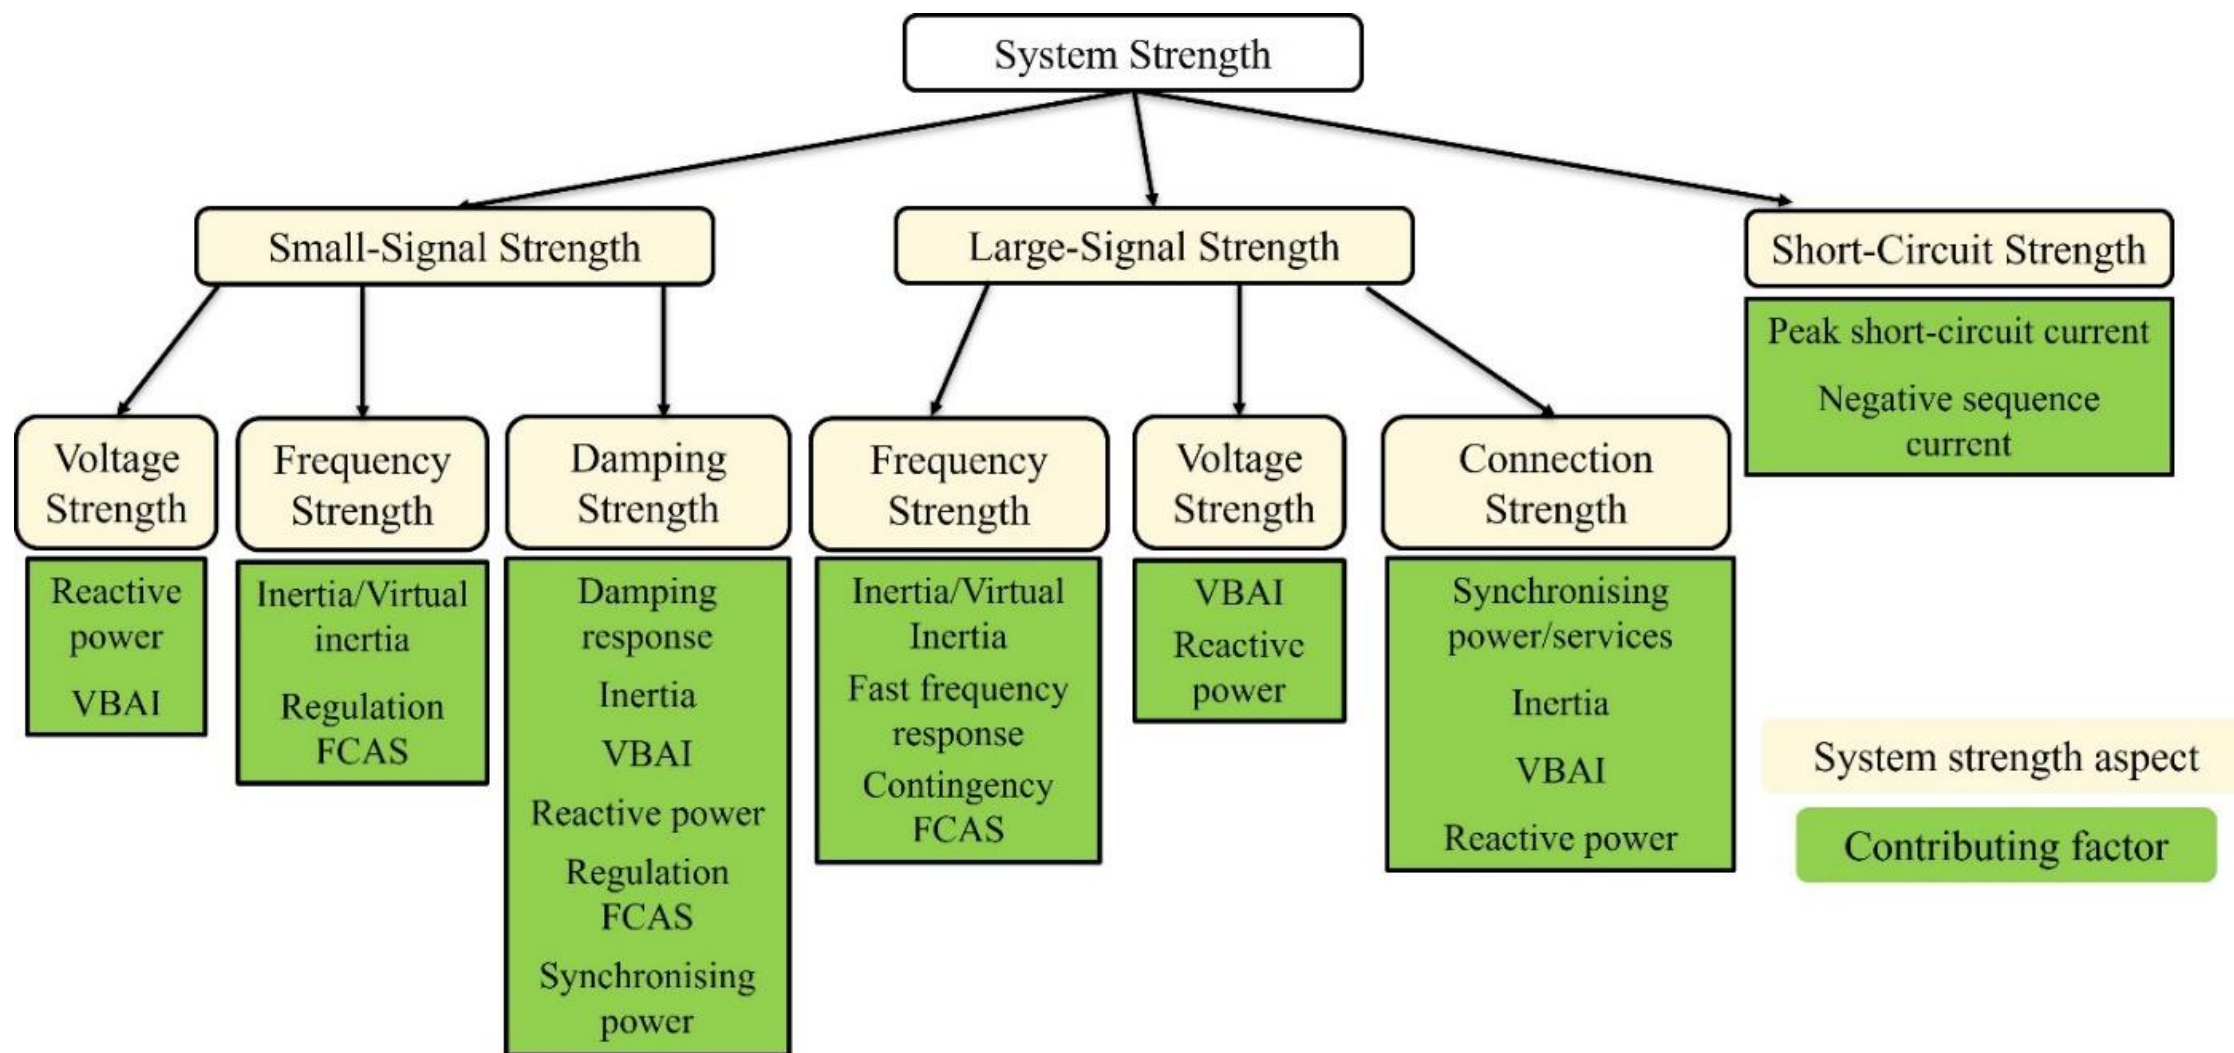 System Strength
Small-Signal Strength
Large-Signal Strength
Short-Circuit Strength
Peak short-circuit current
Negative sequence
current
Voltage
Strength
Frequency
Strength
Damping
Strength
Frequency
Strength
Voltage
Strength
Connection
Strength
Reactive
power
VBAI
Inertia/Virtual
inertia
Regulation
FCAS
Damping
response
Inertia
VBAI
Reactive power
Regulation
FCAS
Synchronising
power
Inertia/Virtual
Inertia
Fast frequency
response
Contingency
FCAS
VBAI
Reactive
power
Synchronising
power/services
Inertia
VBAI
Reactive power
System strength aspect
Contributing factor